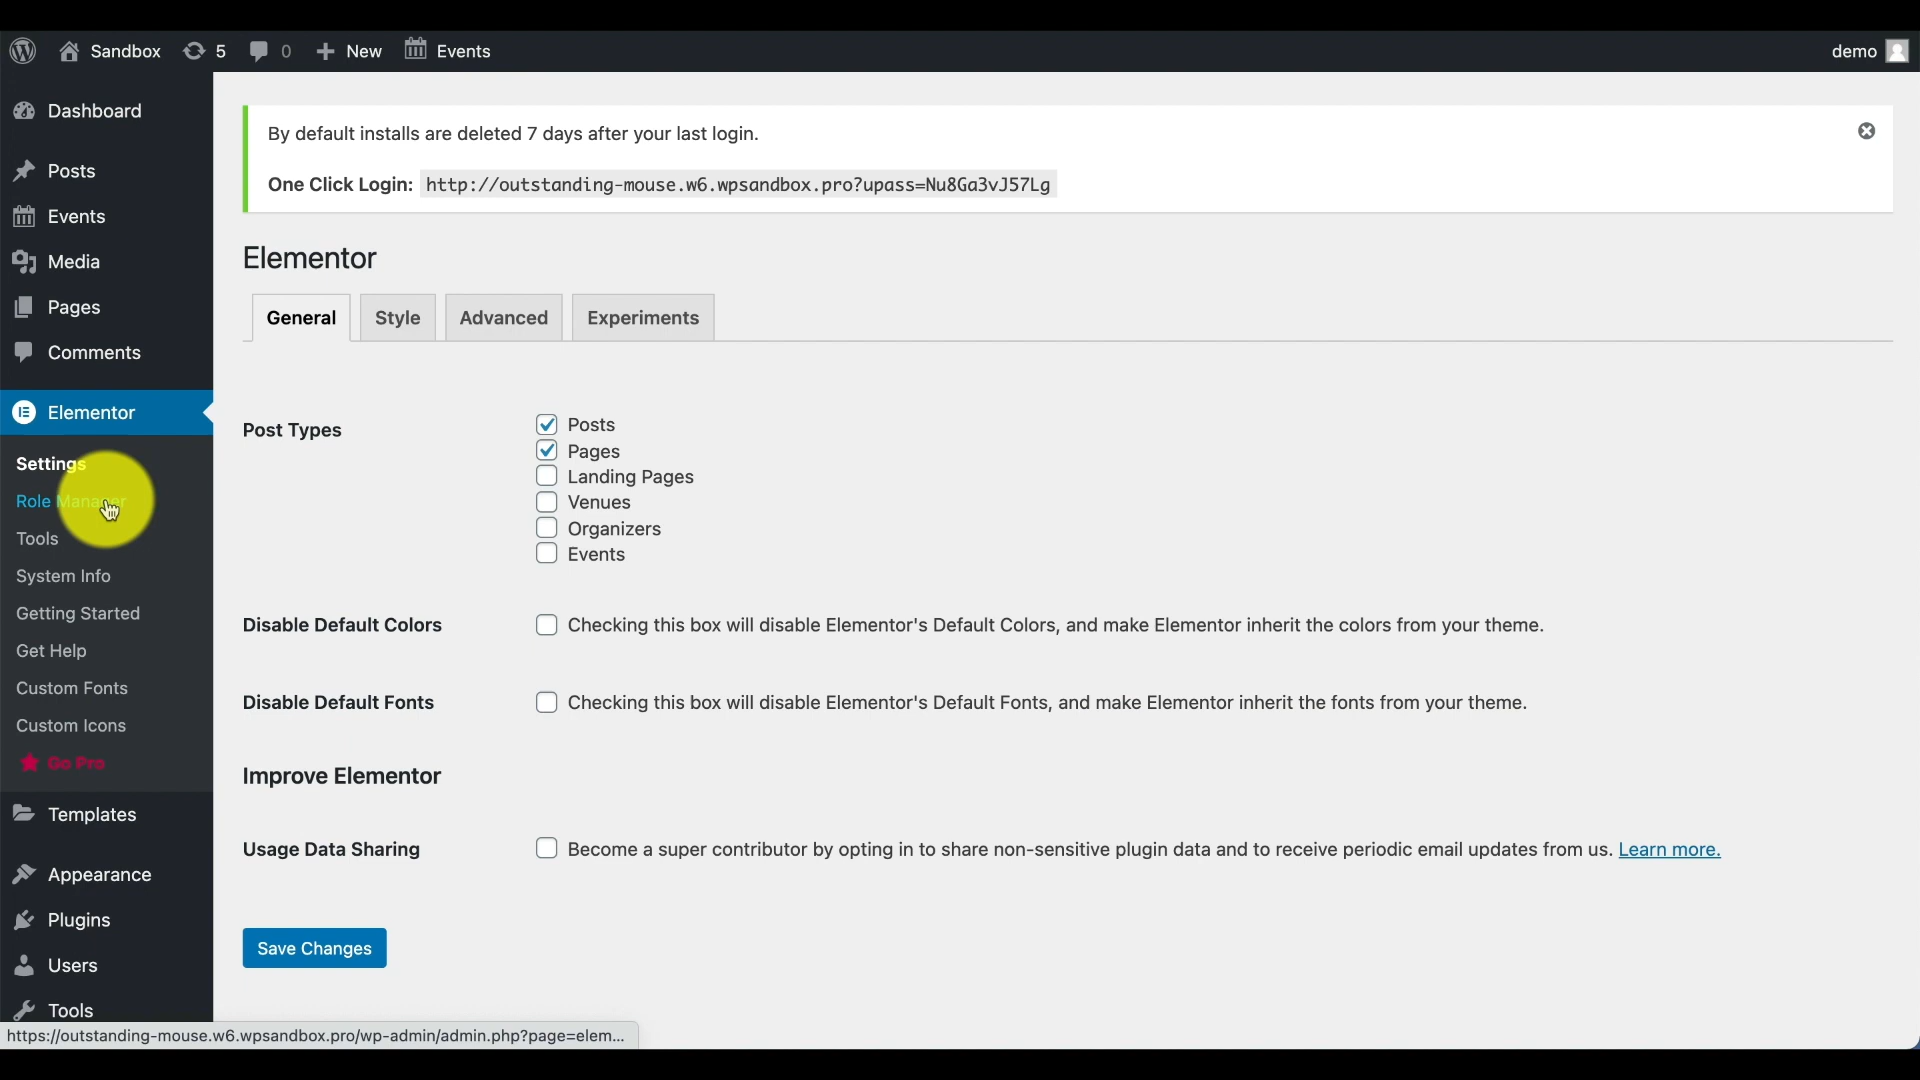 Sandbox 5 0 New Events demo
Dashboard
Posts
Events
Media
Pages
Comments
Elementor
Settings
Role Manager
Tools
System Info
Getting Started
Get Help
Custom Fonts
Custom Icons
Go Pro
Templates
Appearance
Plugins
Users
Tools
By default installs are deleted 7 days after your last login.
One Click Login: http://outstanding-mouse.w6.wpsandbox.pro?upass=Nu8Ga3vJ57Lg
Elementor
General Style Advanced Experiments
Post Types
Posts
Pages
Landing Pages
Venues
Organizers
Events
Disable Default Colors Checking this box will disable Elementor's Default Colors, and make Elementor inherit the colors from your theme.
Disable Default Fonts Checking this box will disable Elementor's Default Fonts, and make Elementor inherit the fonts from your theme.
Improve Elementor
Usage Data Sharing Become a super contributor by opting in to share non-sensitive plugin data and to receive periodic email updates from us. Learn more.
Save Changes
https://outstanding-mouse.w6.wpsandbox.pro/wp-admin/admin.php?page=elem...